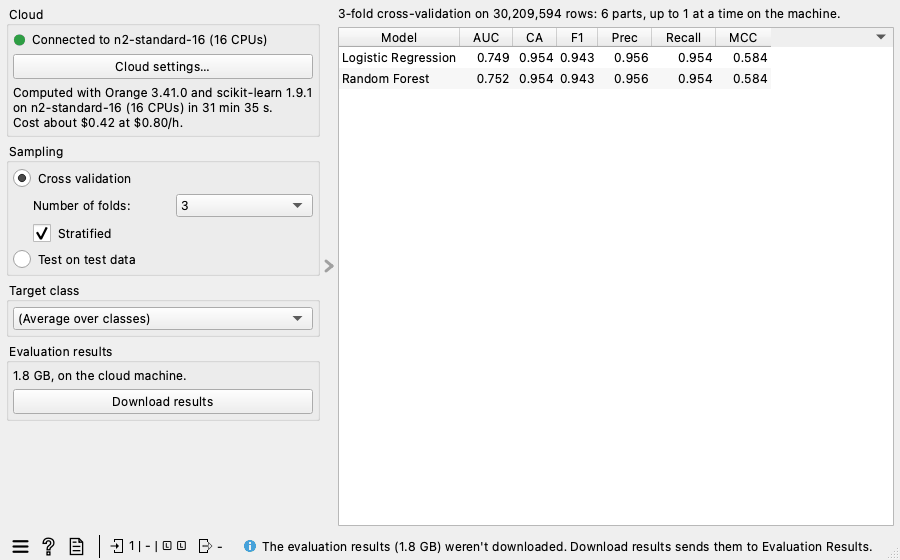 Cloud
Connected to n2-standard-16 (16 CPUs)
Cloud settings...
Computed with Orange 3.41.0 and scikit-learn 1.9.1
on n2-standard-16 (16 CPUs) in 31 min 35 s.
Cost about $0.42 at $0.80/h.
Sampling
Cross validation
Number of folds: 3
Stratified
Test on test data
Target class
(Average over classes)
Evaluation results
1.8 GB, on the cloud machine.
Download results
3-fold cross-validation on 30,209,594 rows: 6 parts, up to 1 at a time on the machine.
Model AUC CA F1 Prec Recall MCC
Logistic Regression 0.749 0.954 0.943 0.956 0.954 0.584
Random Forest 0.752 0.954 0.943 0.956 0.954 0.584
? 1 | - | -
The evaluation results (1.8 GB) weren't downloaded. Download results sends them to Evaluation Results.